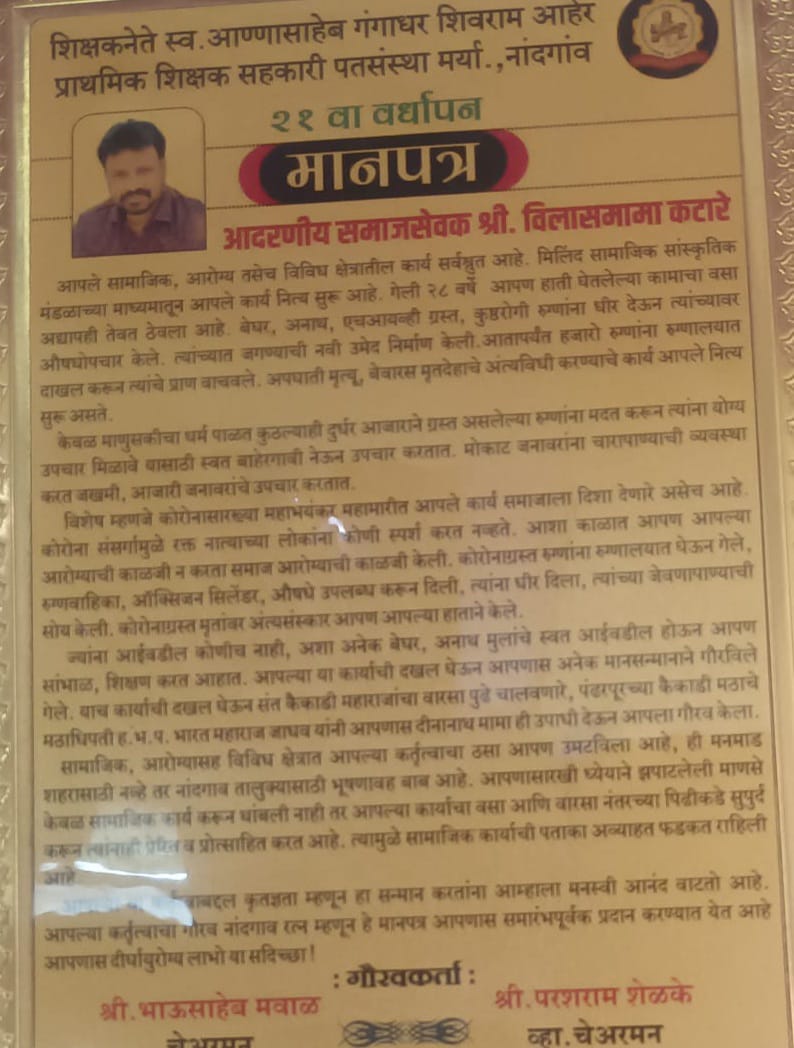 शिक्षकनेते स्व.आण्णासाहेब गंगाधर शिवराम आहेर
प्राथमिक शिक्षक सहकारी पतसंस्था मर्या.,नांदगांव
२१ वा वर्धापन
मानपत्र
आदरणीय समाजसेवक श्री. विलासमामा कटारे
आपले सामाजिक, आरोग्य तसेच विविध क्षेत्रातील कार्य सर्वश्रुत आहे. मिलिंद सामाजिक सांस्कृतिक
मंडळाच्या माध्यमातून आपले कार्य नित्य सुरू आहे. गेली २८ वर्षे आपण हाती घेतलेल्या कामाचा वसा
अद्यापही तेवत ठेवला आहे. बेघर, अनाथ, एचआयव्ही ग्रस्त, कुष्ठरोगी रुग्णांना धीर देऊन त्यांच्यावर
औषधोपचार केले. त्यांच्यात जगण्याची नवी उमेद निर्माण केली.आतापर्यंत हजारो रुग्णांना रुग्णालयात
दाखल करून त्यांचे प्राण वाचवले. अपघाती मृत्यू, बेवारस मृतदेहाचे अंत्यविधी करण्याचे कार्य आपले नित्य
सुरू असते.
केवळ माणुसकीचा धर्म पाळत कुठल्याही दुर्धर आजाराने ग्रस्त असलेल्या रुग्णांना मदत करून त्यांना योग्य
उपचार मिळावे यासाठी स्वत बाहेरगावी नेऊन उपचार करतात. मोकाट जनावरांना चारापाण्याची व्यवस्था
करत जखमी, आजारी जनावरांचे उपचार करतात.
विशेष म्हणजे कोरोनासारख्या महाभयंकर महामारीत आपले कार्य समाजाला दिशा देणारे असेच आहे.
कोरोना संसर्गामुळे रक्त नात्याच्या लोकांना कोणी स्पर्श करत नव्हते. आशा काळात आपण आपल्या
आरोग्याची काळजी न करता समाज आरोग्याची काळजी केली. कोरोनाग्रस्त रुग्णांना रुग्णालयात घेऊन गेले,
रुग्णवाहिका, ऑक्सिजन सिलेंडर, औषधे उपलब्ध करून दिली, त्यांना धीर दिला, त्यांच्या जेवणापाण्याची
सोय केली. कोरोनाग्रस्त मृतांवर अंत्यसंस्कार आपण आपल्या हाताने केले.
ज्यांना आईवडील कोणीच नाही, अशा अनेक बेघर, अनाथ मुलांचे स्वत आईवडील होऊन आपण
सांभाळ, शिक्षण करत आहात. आपल्या या कार्याची दखल घेऊन आपणास अनेक मानसन्मानाने गौरविले
गेले. याच कार्याची दखल घेऊन संत कैकाडी महाराजांचा वारसा पुढे चालवणारे, पंढरपूरच्या कैकाडी मठाचे
मठाधिपती ह.भ.प. भारत महाराज जाधव यांनी आपणास दीनानाथ मामा ही उपाधी देऊन आपला गौरव केला.
सामाजिक, आरोग्यासह विविध क्षेत्रात आपल्या कर्तृत्वाचा ठसा आपण उमटविला आहे, ही मनमाड
शहरासाठी नव्हे तर नांदगाव तालुक्यासाठी भूषणावह बाब आहे. आपणासारखी ध्येयाने झपाटलेली माणसे
केवळ सामाजिक कार्य करून थांबली नाही तर आपल्या कार्याचा वसा आणि वारसा नंतरच्या पिढीकडे सुपुर्द
करून त्यांनाही प्रेरित व प्रोत्साहित करत आहे. त्यामुळे सामाजिक कार्याची पताका अव्याहत फडकत राहिली
आहे.
कृतज्ञता म्हणून हा सन्मान करतांना आम्हाला मनस्वी आनंद वाटतो आहे.
आपल्या कर्तृत्वाचा गौरव नांदगाव रत्न म्हणून हे मानपत्र आपणास समारंभपूर्वक प्रदान करण्यात येत आहे
आपणास दीर्घायुरोग्य लाभो या सदिच्छा!
: गौरवकर्ता :
श्री.भाऊसाहेब मवाळ
श्री.परशराम शेळके
चेअरमन
व्हा.चेअरमन